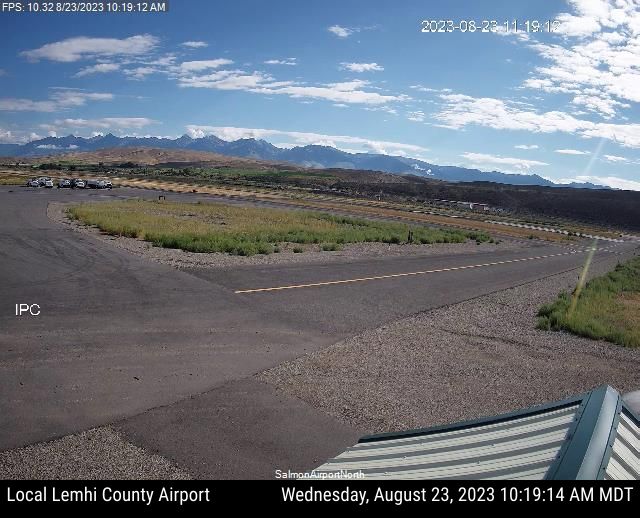 FPS: 10.32 8/23/2023 10:19:12 AM
2023-08-23 11:19:19
IPC
SalmonAirportNorth
Local Lemhi County Airport Wednesday, August 23, 2023 10:19:14 AM MDT